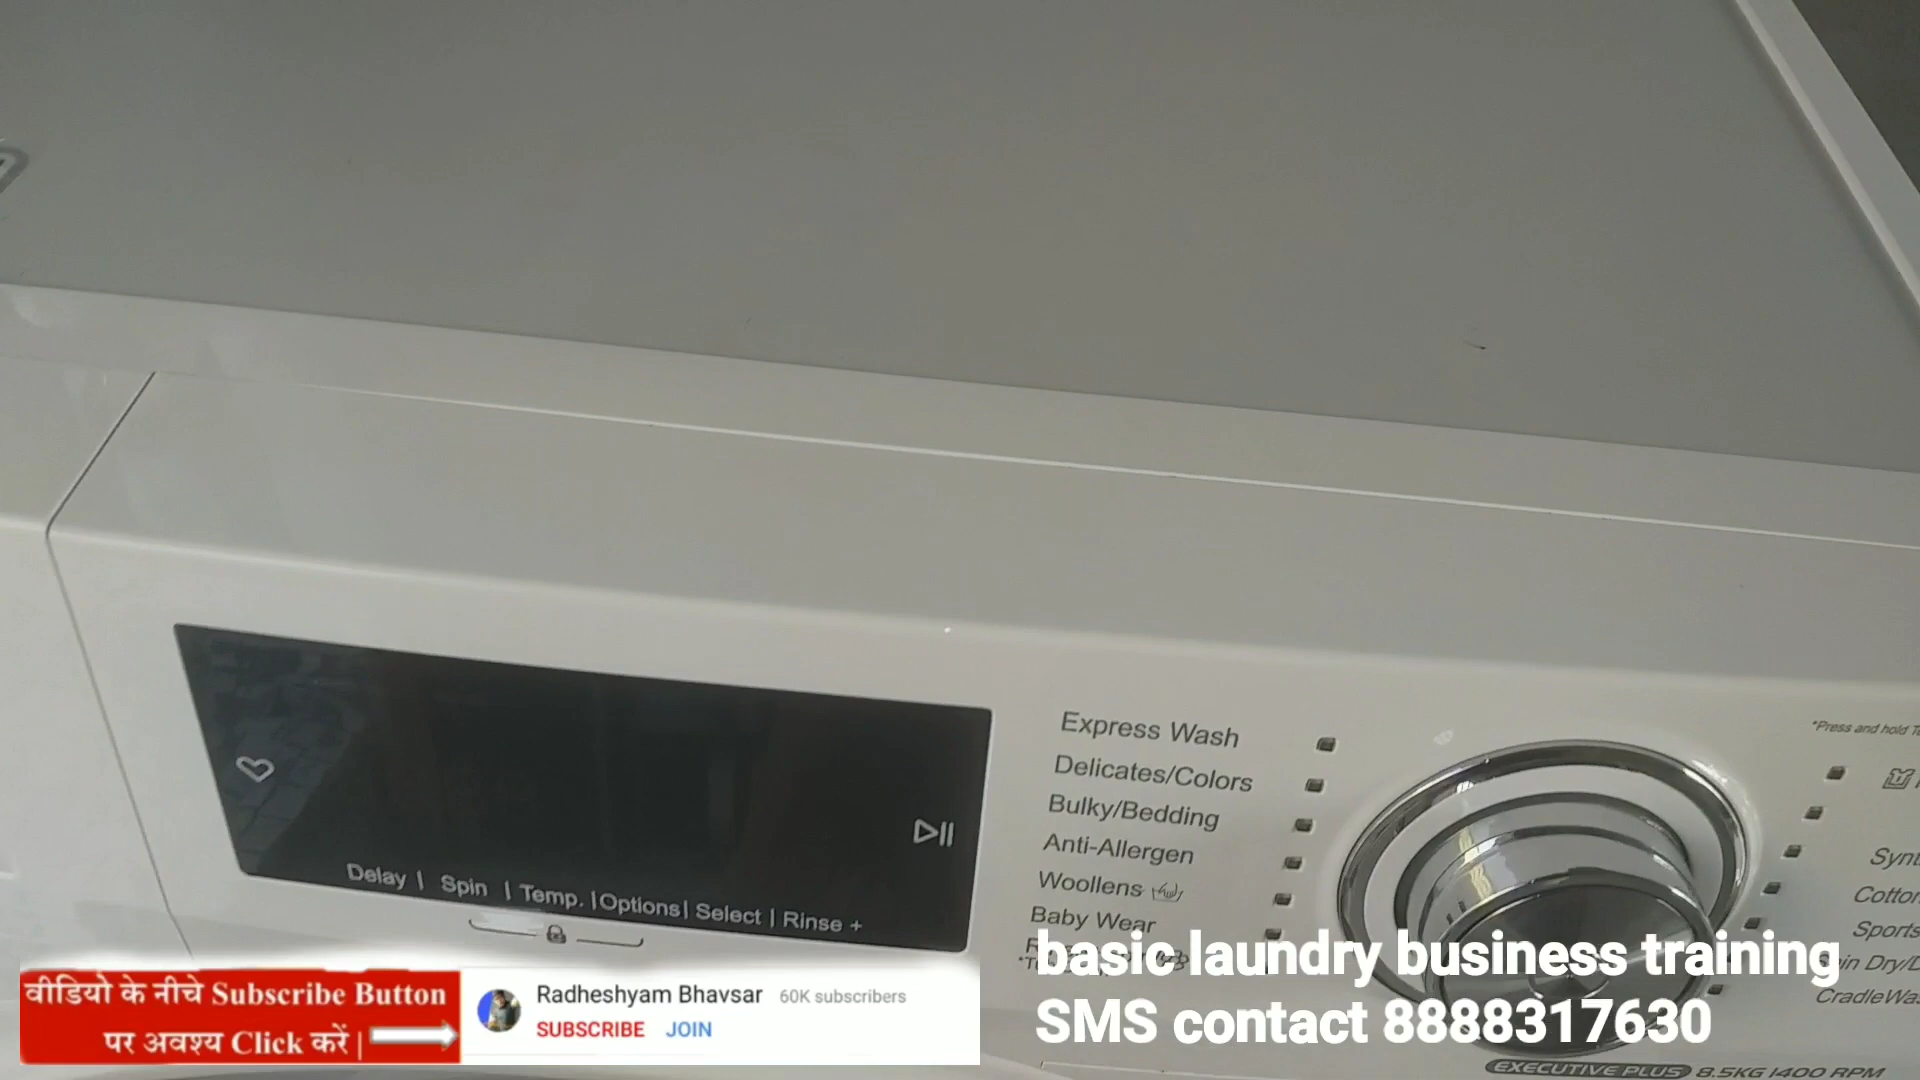 Express Wash
Delicates/Colors
Bulky/Bedding
Anti-Allergen
Woollens
Baby Wear
*Press and hold
Cotton
Sports
Delay | Spin | Temp. |Options| Select | Rinse +
वीडियो के नीचे Subscribe Button
पर अवश्य Click करें |
Radheshyam Bhavsar 60K subscribers
SUBSCRIBE JOIN
basic laundry business training
SMS contact 8888317630
EXECUTIVE PLUS 8.5KG 1400 RPM